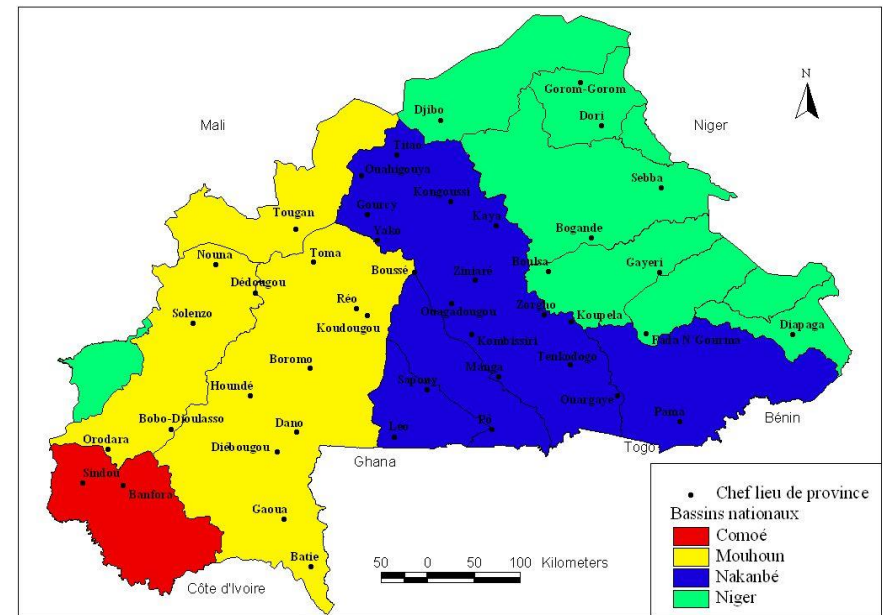 Gorom-Gorom
N
Djibo
Dori
Mali
Niger
Titao
Ouahigouya
Sebba
Kongoussi
Gourcy
Kaya
Tougan
Yako
Bogande
Nouna
Toma
Boussé
Ziniaré
Boulsa
Gayeri
Dédougou
Réo
Ouagadougou
Zorgho
Koupela
Solenzo
Koudougou
Diapaga
Kombissiri
Fada N'Gourma
Tenkodogo
Boromo
Manga
Houndé
Sapouy
Ouargaye
Pama
Bénin
Bobo-Dioulasso
Dano
Léo
Pô
Orodara
Diébougou
Togo
Ghana
Sindou
Banfora
Gaoua
Batie
Côte d'Ivoire
50 0 50 100 Kilometers
Chef lieu de province
Bassins nationaux
Comoé
Mouhoun
Nakanbé
Niger